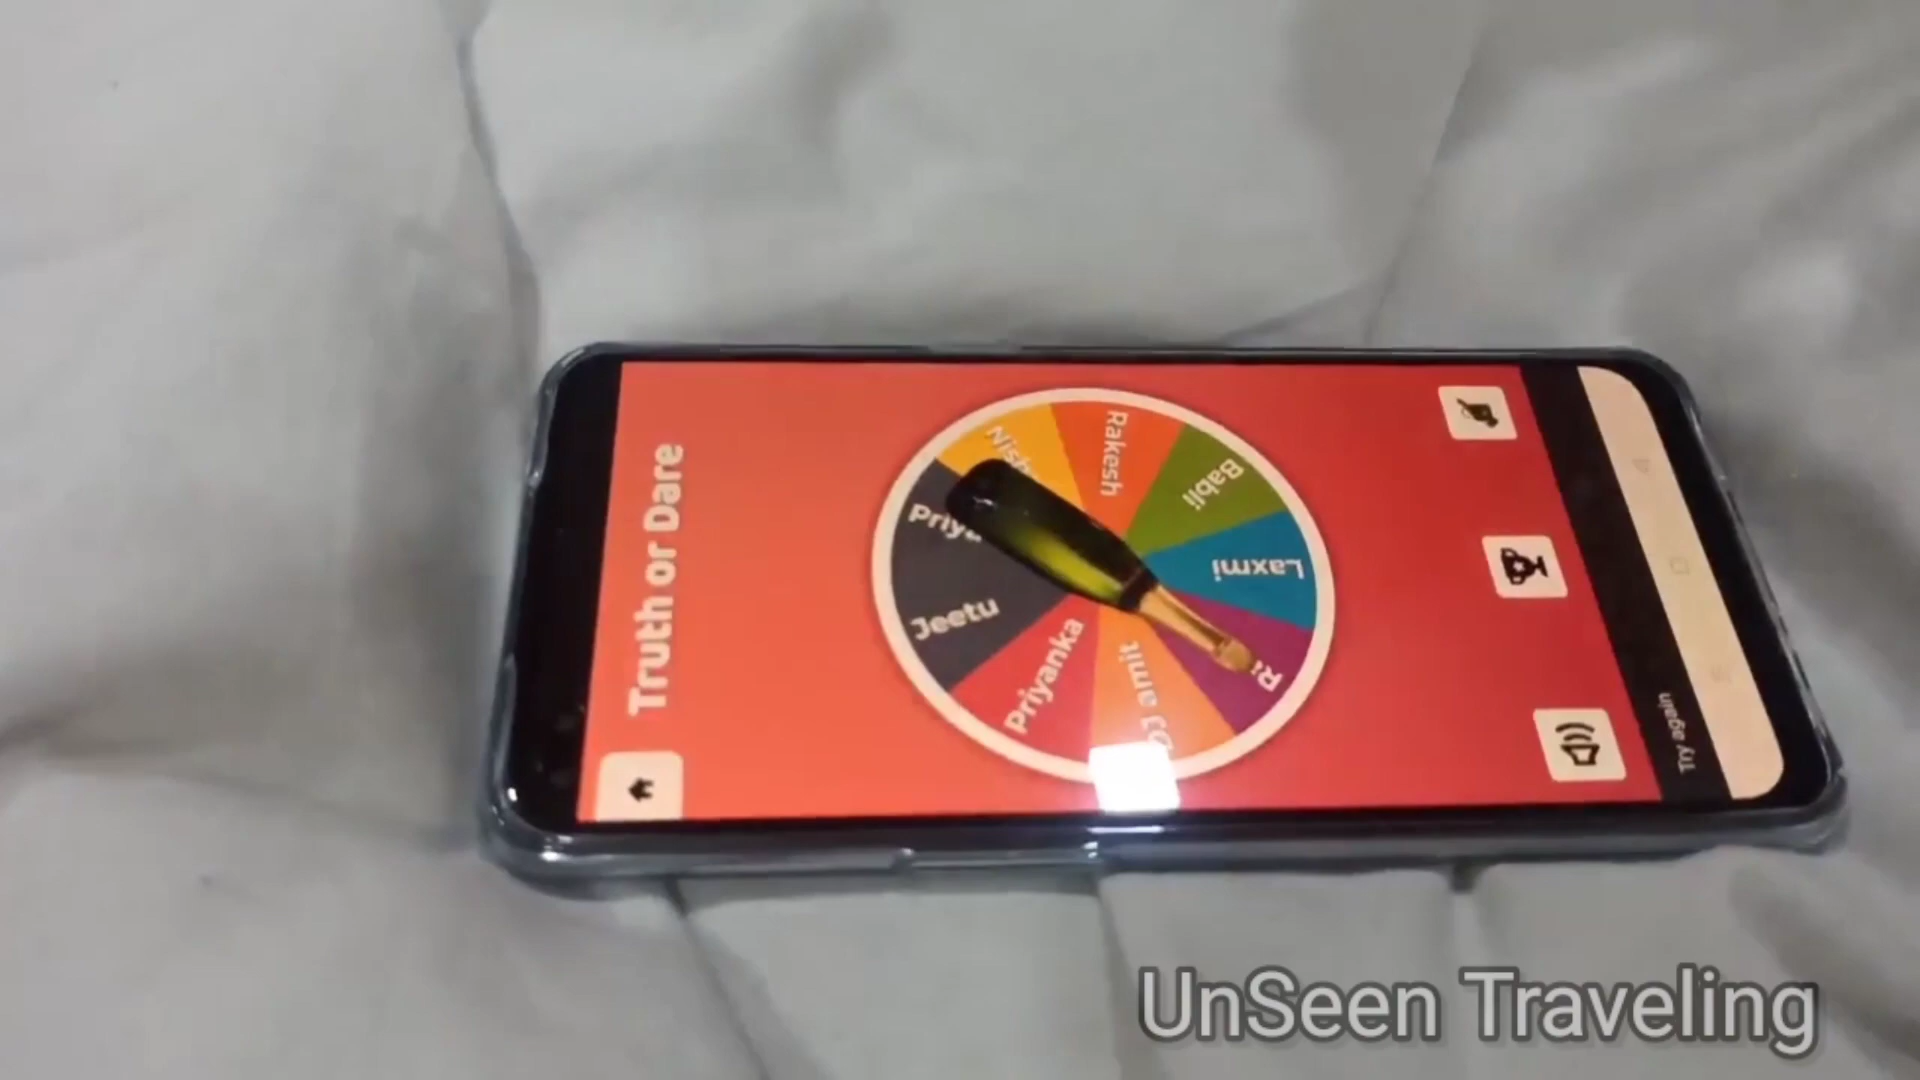 Truth or Dare
Rakesh
Babli
Laxmi
DJ amit
Priyanka
Jeetu
Try again
UnSeen Traveling